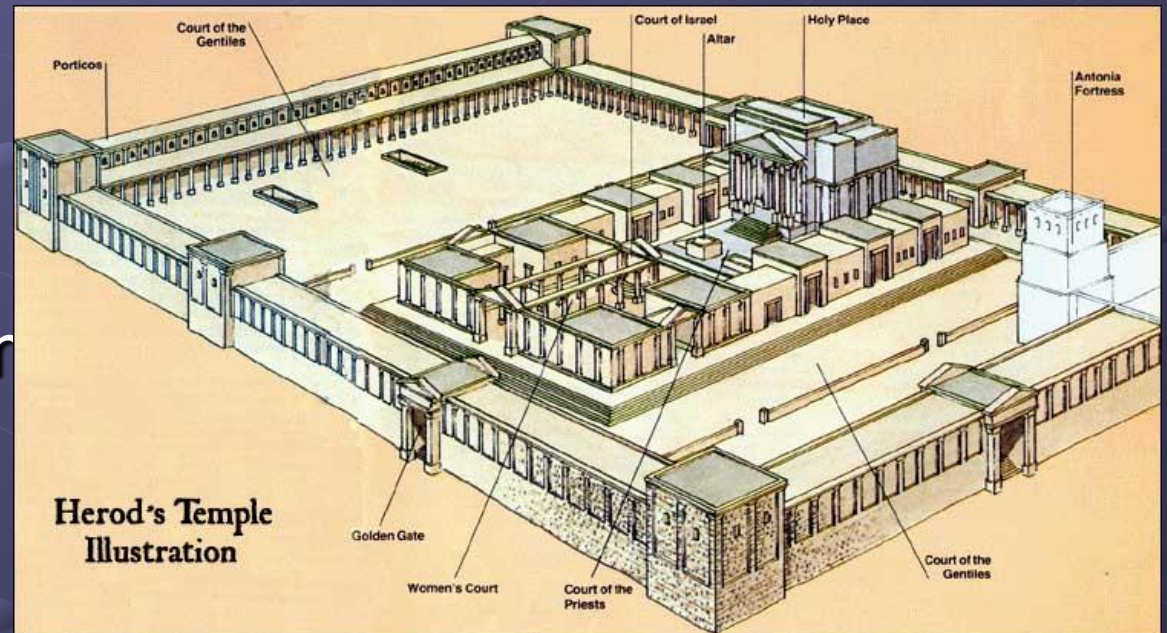 Court of the
Gentiles
Porticos
Court of Israel
Altar
Holy Place
Antonia
Fortress
Herod's Temple
Illustration
Golden Gate
Women's Court
Court of the
Priests
Court of the
Gentiles